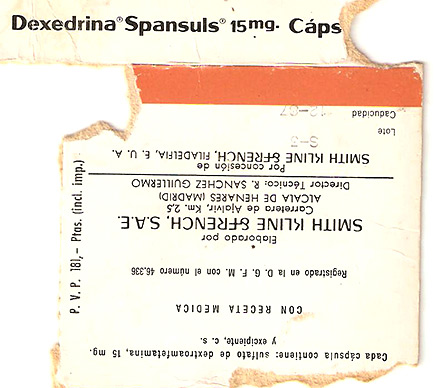 Dexedrina® Spansuls® 15 mg. Cáps
Cada cápsula contiene: sulfato de dextroamfetamina, 15 mg.
y excipiente, c. s.
CON RECETA MEDICA
Registrado en la D. G. F. M. con el número 46.336
Elaborado por
SMITH KLINE & FRENCH, S.A.E.
Carretera de Ajalvir, Km. 2,5
ALCALA DE HENARES (MADRID)
Director Técnico: R. SANCHEZ GUILLERMO
Por concesión de
SMITH KLINE & FRENCH, FILADELFIA, E. U. A.
Lote
Caducidad
P. V. P. 181,- Ptas. (incl. imp.)